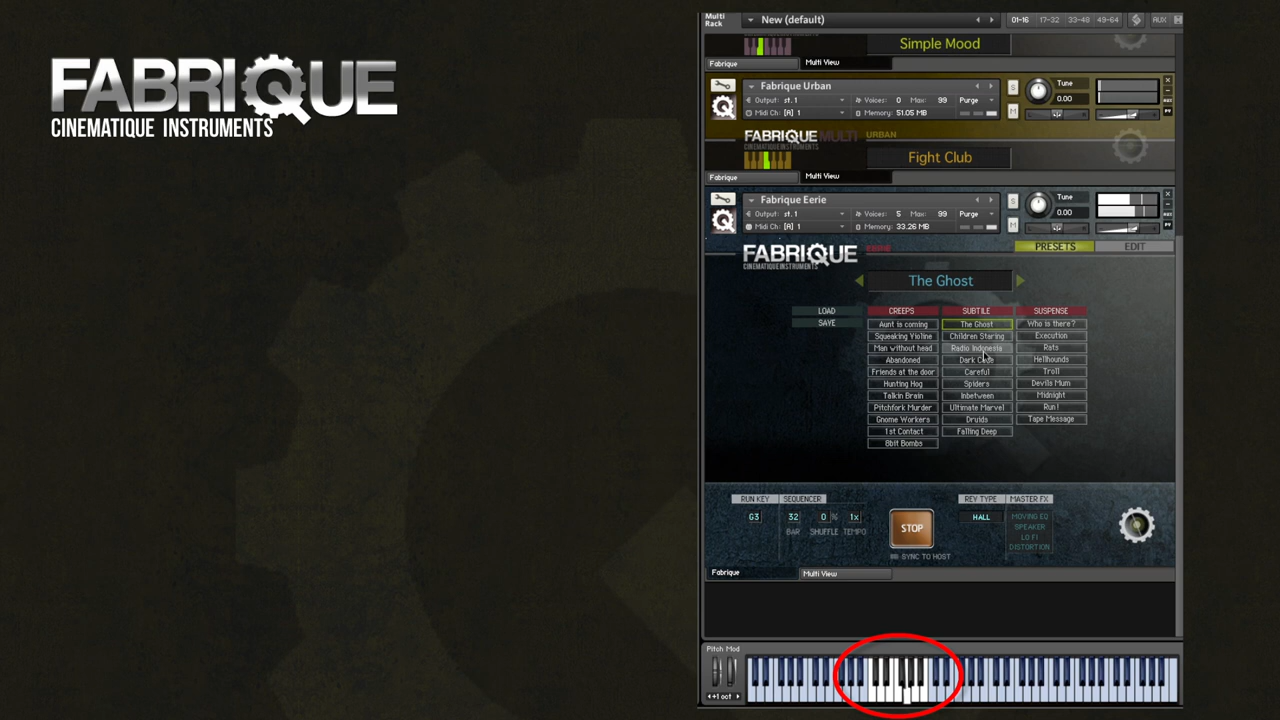 FABRIQUE
CINEMATIQUE INSTRUMENTS
Multi Rack
New (default)
01-16
17-32
33-48
49-64
AUX
Simple Mood
Fabrique
Multi View
Fabrique Urban
Output: st. 1
Voices: 0 Max: 99
Purge
Midi Ch: [A] 1
Memory: 51.05 MB
S
M
Tune
0.00
FABRIQUE MULTI URBAN
CINEMATIQUE INSTRUMENTS
Fight Club
Fabrique
Multi View
Fabrique Eerie
Output: st. 1
Voices: 5 Max: 99
Purge
Midi Ch: [A] 1
Memory: 33.26 MB
S
M
Tune
0.00
FABRIQUE
CINEMATIQUE INSTRUMENTS
PRESETS
EDIT
The Ghost
LOAD
SAVE
CREEPS
Aunt is coming
Squeaking Violine
Man without head
Abandoned
Friends at the door
Hunting Hog
Talkin Brain
Pitchfork Murder
Gnome Workers
1st Contact
8bit Bombs
SUBTILE
The Ghost
Children Staring
Radio Indonesia
Dark Cave
Careful
Spiders
Inbetween
Ultimate Marvel
Druids
Falling Deep
SUSPENSE
Who is there?
Execution
Rats
Hellhounds
Troll
Devils Mum
Midnight
Run!
Tape Message
RUN KEY
G3
SEQUENCER
32
BAR
0 %
SHUFFLE
1x
TEMPO
STOP
SYNC TO HOST
REV TYPE
HALL
MASTER FX
MOVING EQ
SPEAKER
LO FI
DISTORTION
Fabrique
Multi View
Pitch Mod
+1 oct